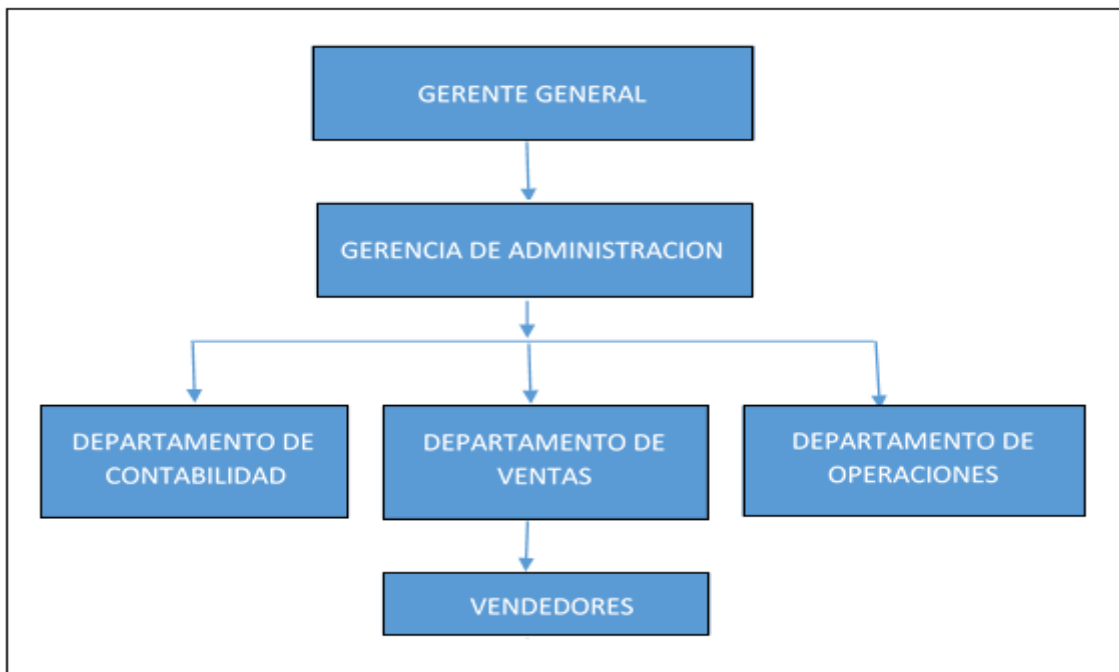 GERENTE GENERAL
GERENCIA DE ADMINISTRACION
DEPARTAMENTO DE
CONTABILIDAD
DEPARTAMENTO DE
VENTAS
DEPARTAMENTO DE
OPERACIONES
VENDEDORES